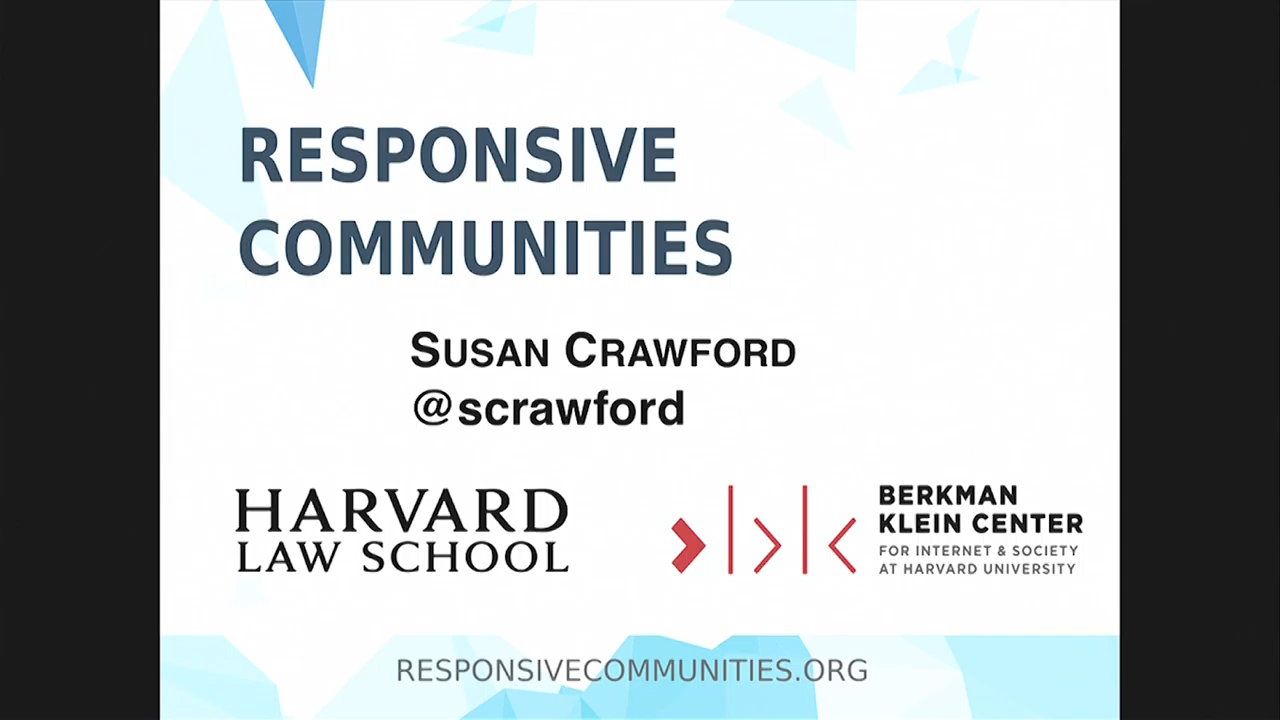 RESPONSIVE
COMMUNITIES
SUSAN CRAWFORD
@scrawford
HARVARD
LAW SCHOOL
BERKMAN
KLEIN CENTER
FOR INTERNET & SOCIETY
AT HARVARD UNIVERSITY
RESPONSIVECOMMUNITIES.ORG